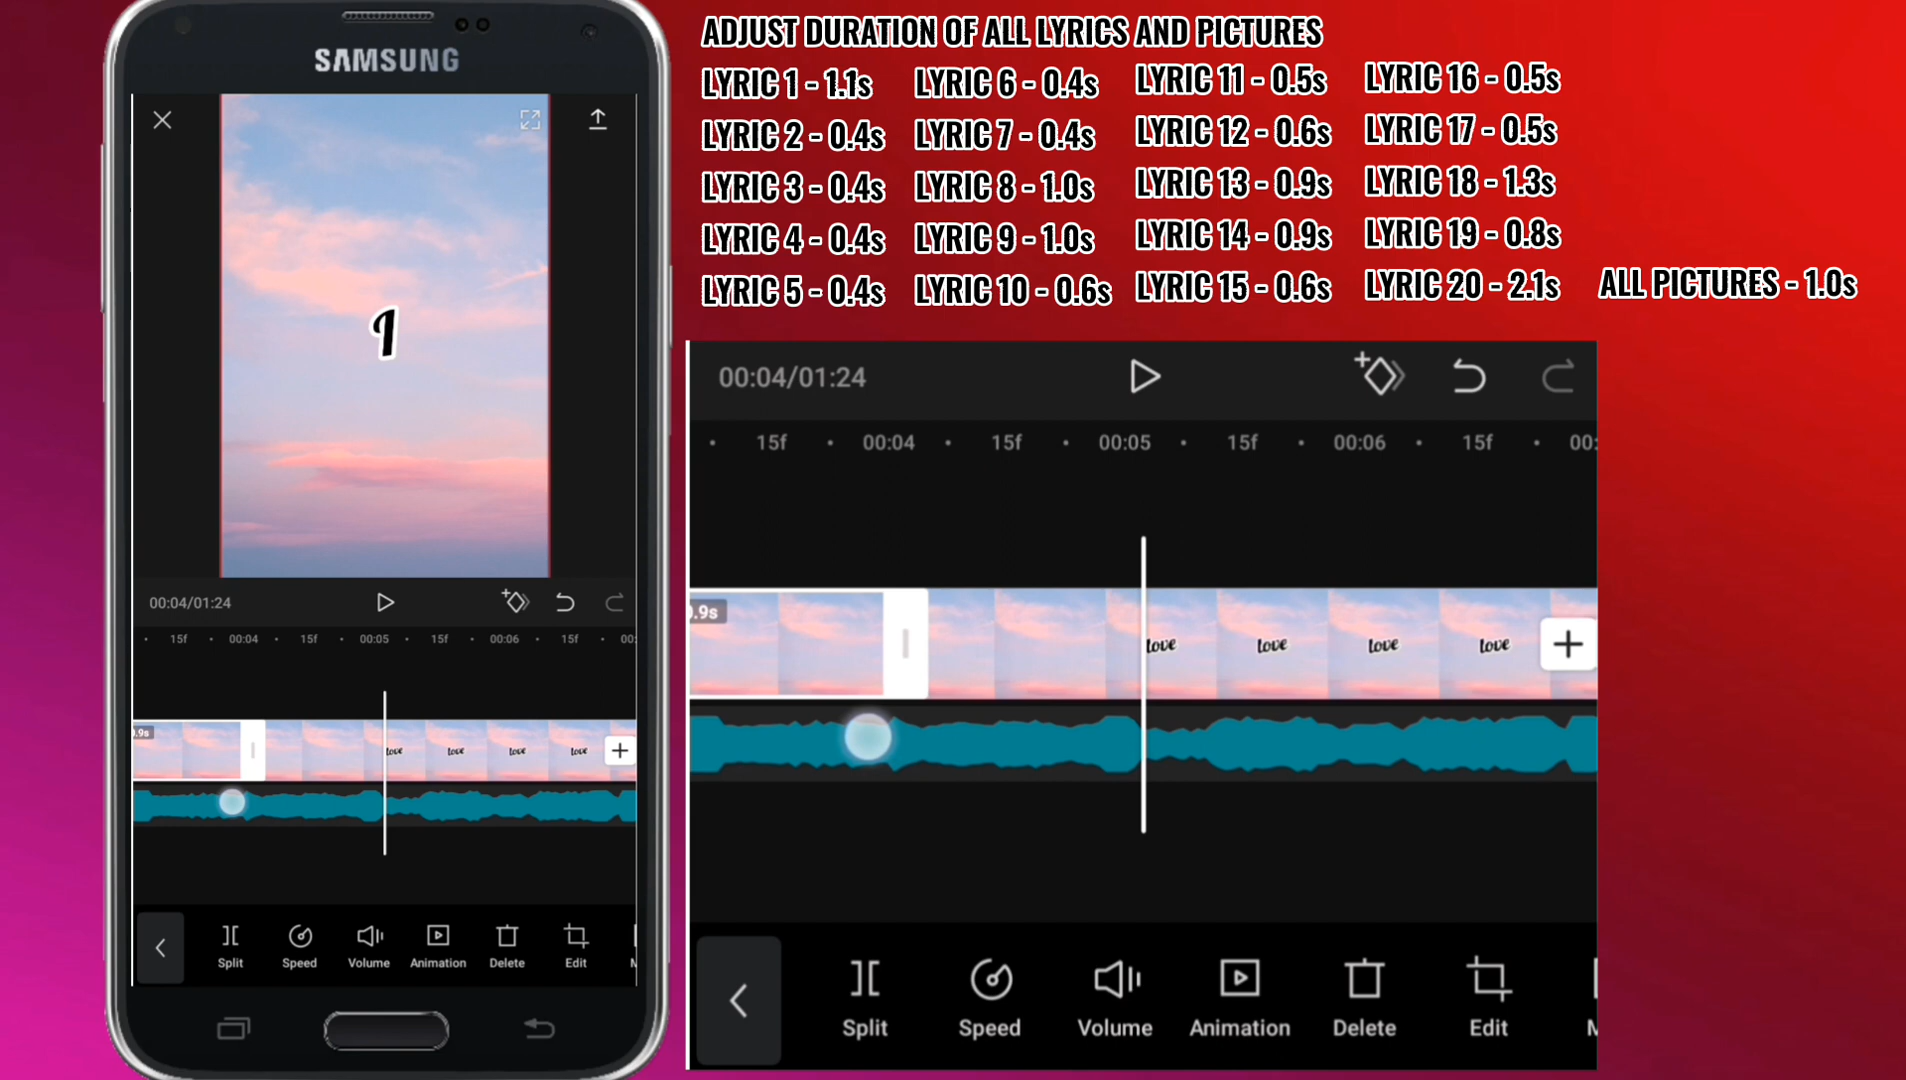 ADJUST DURATION OF ALL LYRICS AND PICTURES
LYRIC 1 - 1.1s
LYRIC 2 - 0.4s
LYRIC 3 - 0.4s
LYRIC 4 - 0.4s
LYRIC 5 - 0.4s
LYRIC 6 - 0.4s
LYRIC 7 - 0.4s
LYRIC 8 - 1.0s
LYRIC 9 - 1.0s
LYRIC 10 - 0.6s
LYRIC 11 - 0.5s
LYRIC 12 - 0.6s
LYRIC 13 - 0.9s
LYRIC 14 - 0.9s
LYRIC 15 - 0.6s
LYRIC 16 - 0.5s
LYRIC 17 - 0.5s
LYRIC 18 - 1.3s
LYRIC 19 - 0.8s
LYRIC 20 - 2.1s
ALL PICTURES - 1.0s
SAMSUNG
I
00:04/01:24
15f 00:04 15f 00:05 15f 00:06 15f 00:
.9s
love love love love
Split Speed Volume Animation Delete Edit
00:04/01:24
15f 00:04 15f 00:05 15f 00:06 15f 00:
0.9s
love love love love
Split Speed Volume Animation Delete Edit